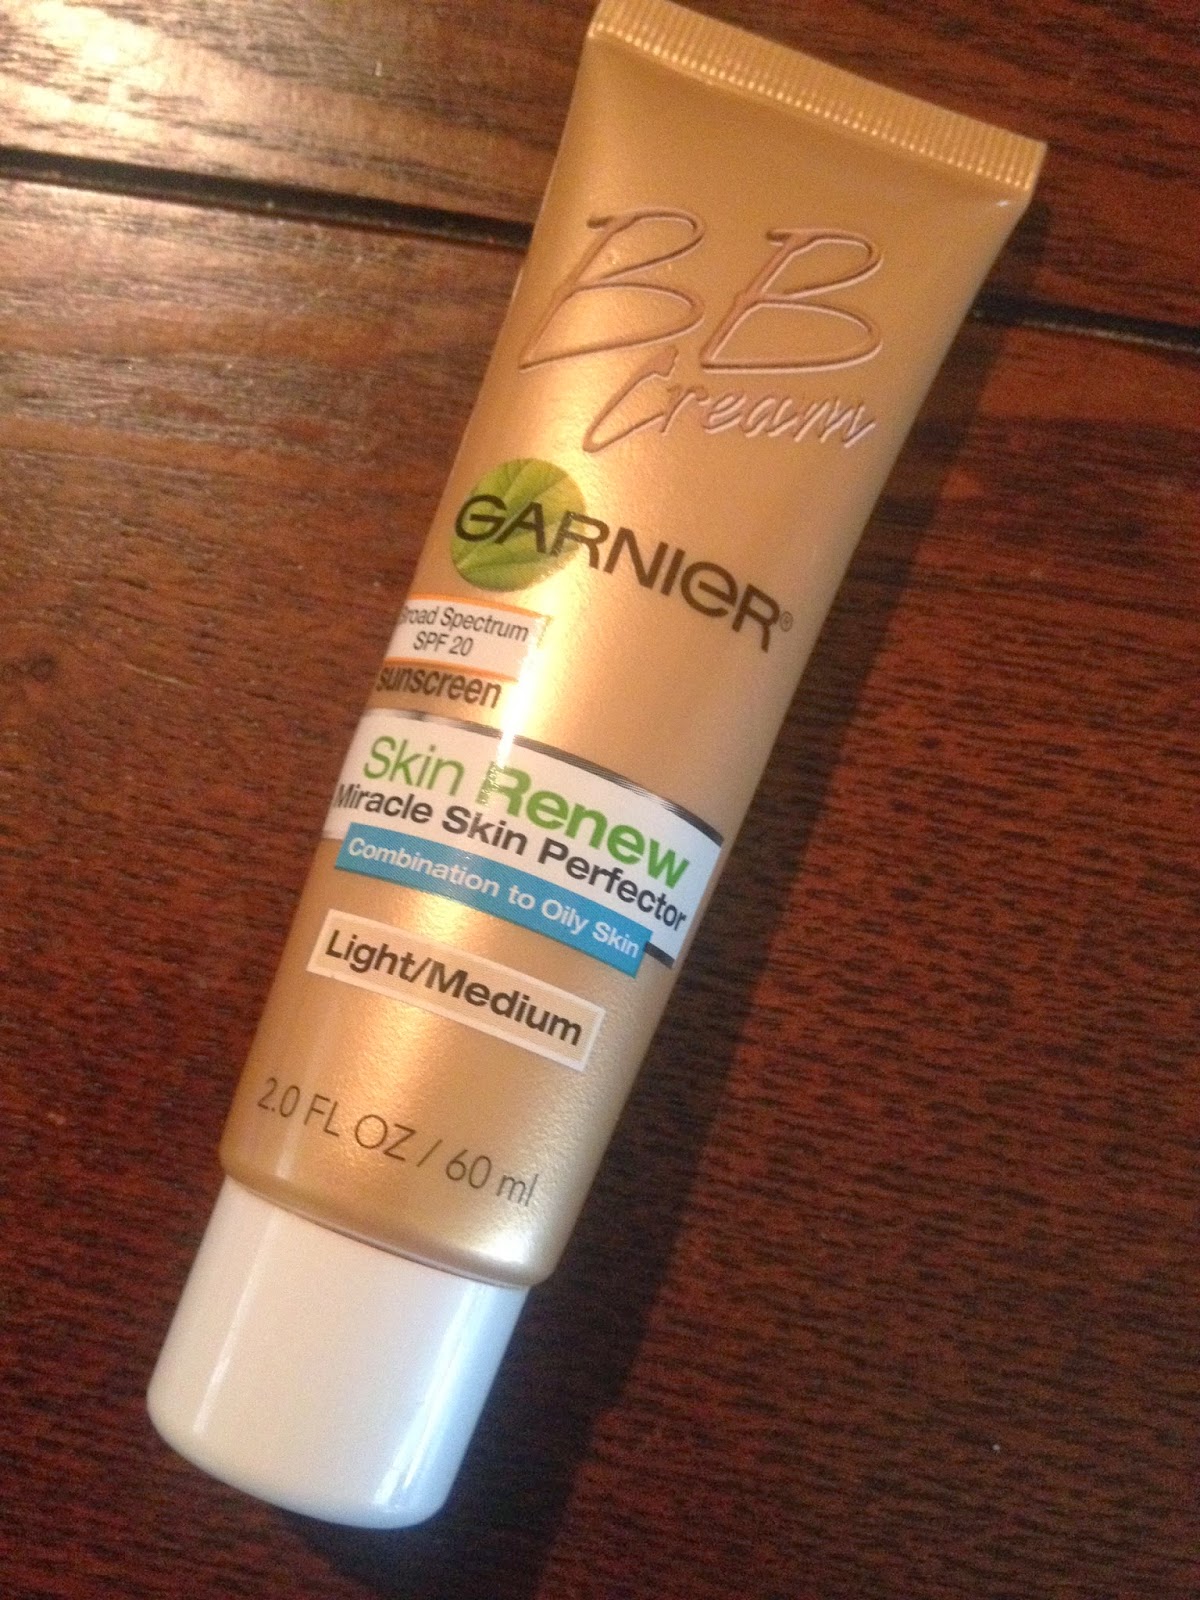 BB
Cream
GARNIER®
Broad Spectrum
SPF 20
sunscreen
Skin Renew
Miracle Skin Perfector
Combination to Oily Skin
Light/Medium
2.0 FL OZ / 60 ml